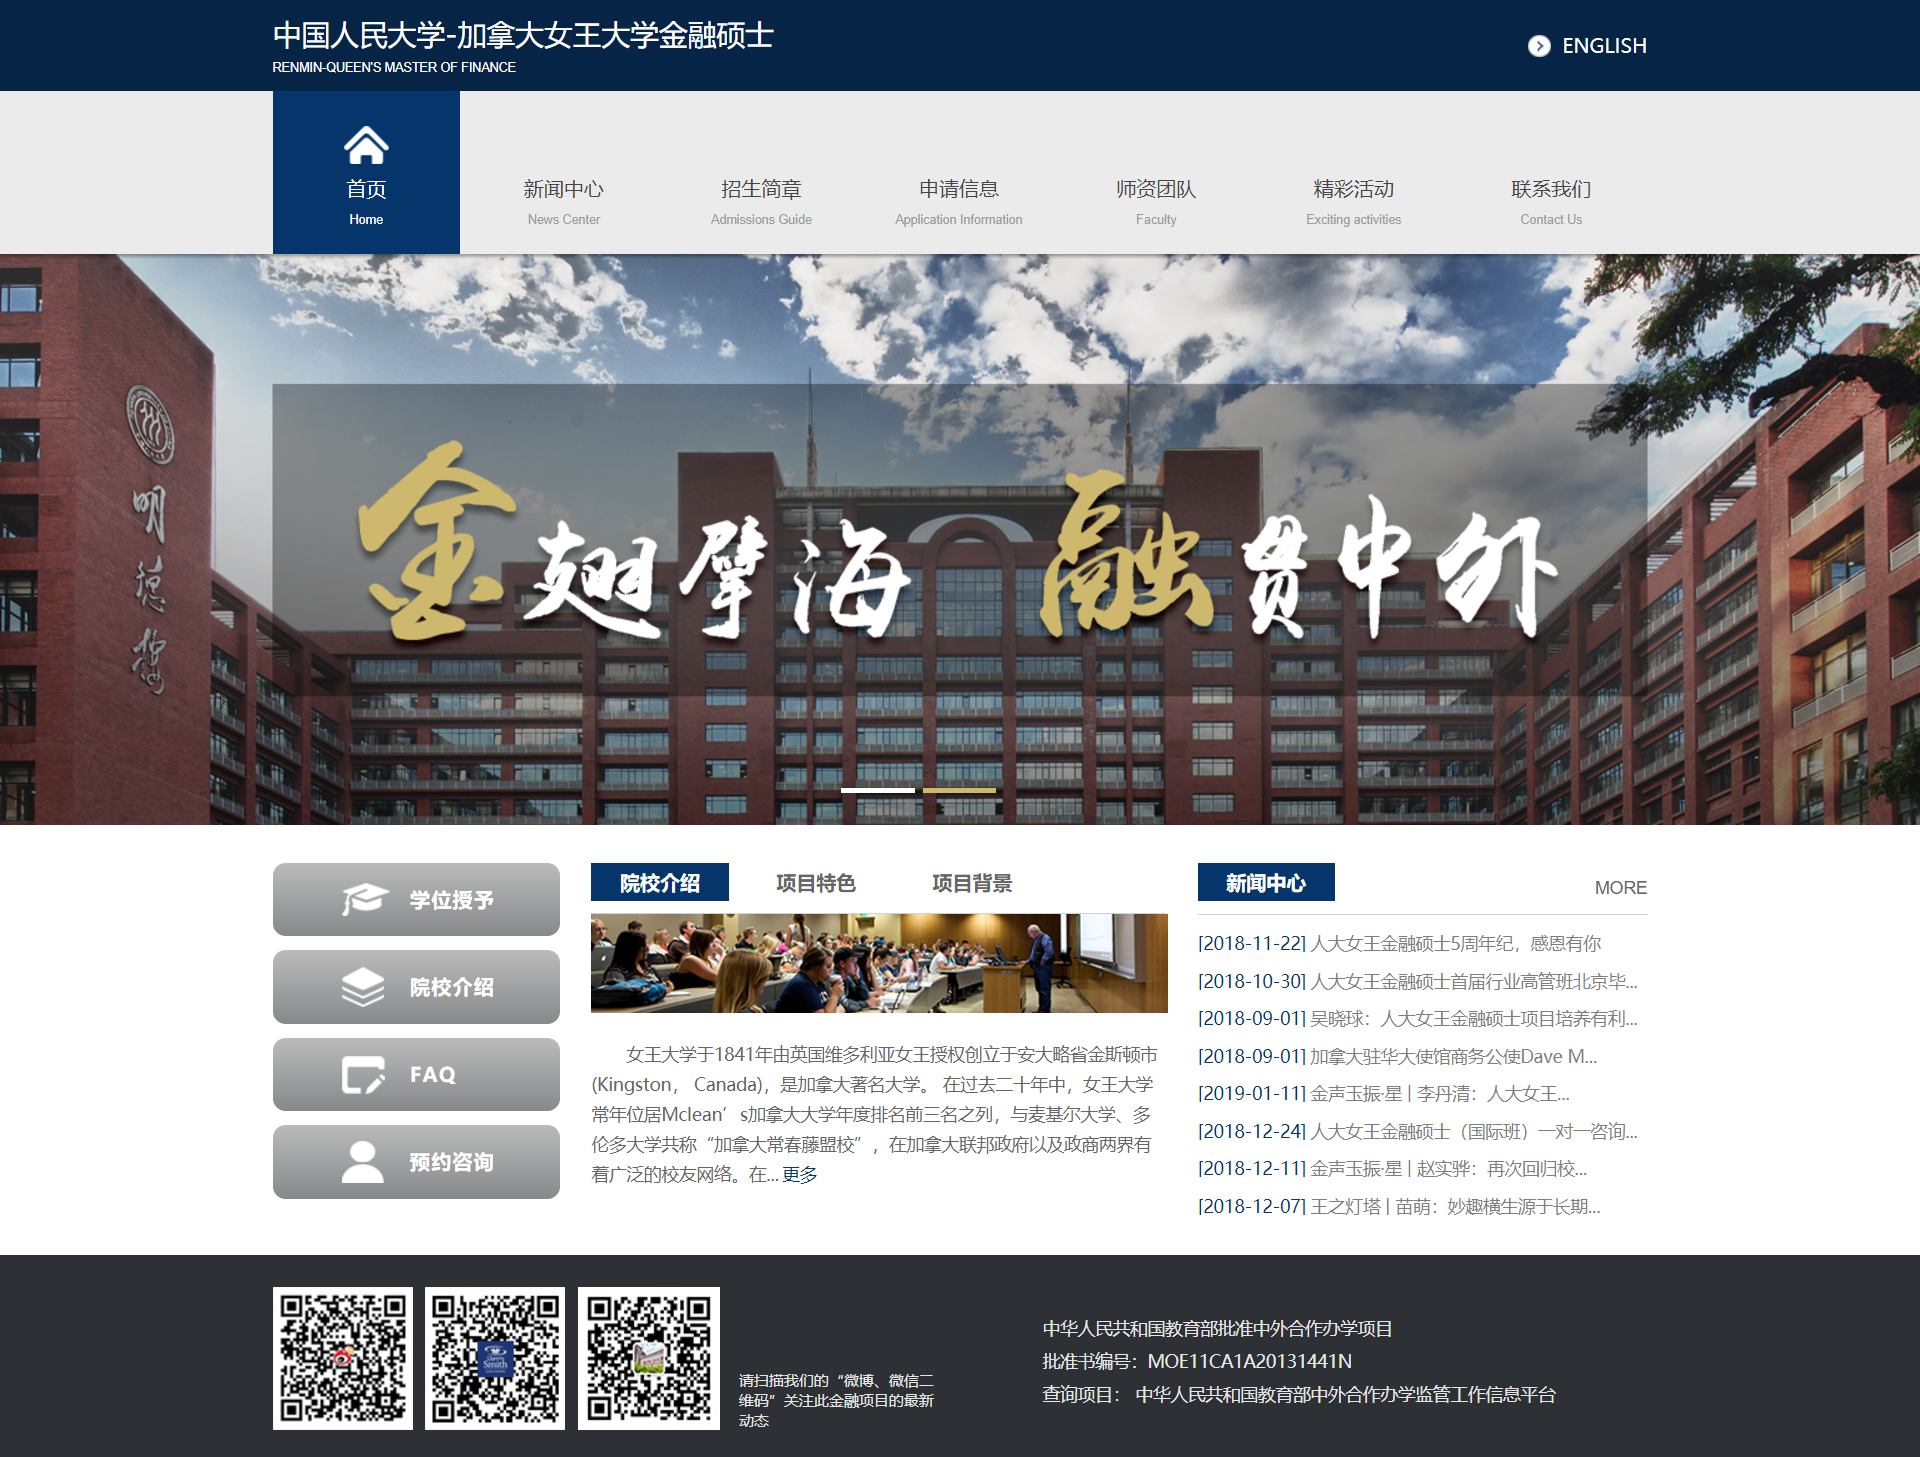 中国人民大学-加拿大女王大学金融硕士
RENMIN-QUEEN'S MASTER OF FINANCE
ENGLISH
首页
Home
新闻中心
News Center
招生简章
Admissions Guide
申请信息
Application Information
师资团队
Faculty
精彩活动
Exciting activities
联系我们
Contact Us
明德楼
金翅擘海 融贯中外
学位授予
院校介绍
FAQ
预约咨询
院校介绍 项目特色 项目背景
女王大学于1841年由英国维多利亚女王授权创立于安大略省金斯顿市
(Kingston， Canada)，是加拿大著名大学。 在过去二十年中，女王大学
常年位居Mclean’s加拿大大学年度排名前三名之列，与麦基尔大学、多
伦多大学共称“加拿大常春藤盟校”，在加拿大联邦政府以及政商两界有
着广泛的校友网络。在... 更多
新闻中心
MORE
[2018-11-22] 人大女王金融硕士5周年纪，感恩有你
[2018-10-30] 人大女王金融硕士首届行业高管班北京毕...
[2018-09-01] 吴晓球：人大女王金融硕士项目培养有利...
[2018-09-01] 加拿大驻华大使馆商务公使Dave M...
[2019-01-11] 金声玉振·星 | 李丹清：人大女王...
[2018-12-24] 人大女王金融硕士（国际班）一对一咨询...
[2018-12-11] 金声玉振·星 | 赵实骅：再次回归校...
[2018-12-07] 王之灯塔 | 苗萌：妙趣横生源于长期...
Smith
请扫描我们的“微博、微信二
维码”关注此金融项目的最新
动态
中华人民共和国教育部批准中外合作办学项目
批准书编号：MOE11CA1A20131441N
查询项目： 中华人民共和国教育部中外合作办学监管工作信息平台